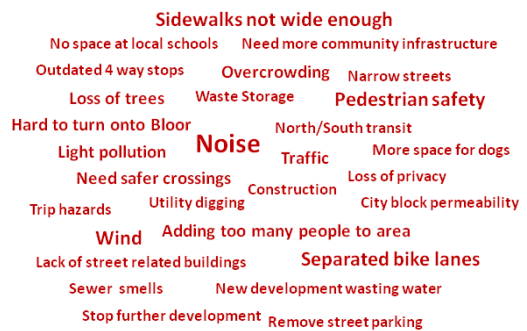 Sidewalks not wide enough
No space at local schools Need more community infrastructure
Outdated 4 way stops Overcrowding Narrow streets
Loss of trees Waste Storage Pedestrian safety
Hard to turn onto Bloor North/South transit
Light pollution Noise Traffic More space for dogs
Need safer crossings Construction Loss of privacy
Trip hazards Utility digging City block permeability
Wind Adding too many people to area
Lack of street related buildings Separated bike lanes
Sewer smells New development wasting water
Stop further development Remove street parking